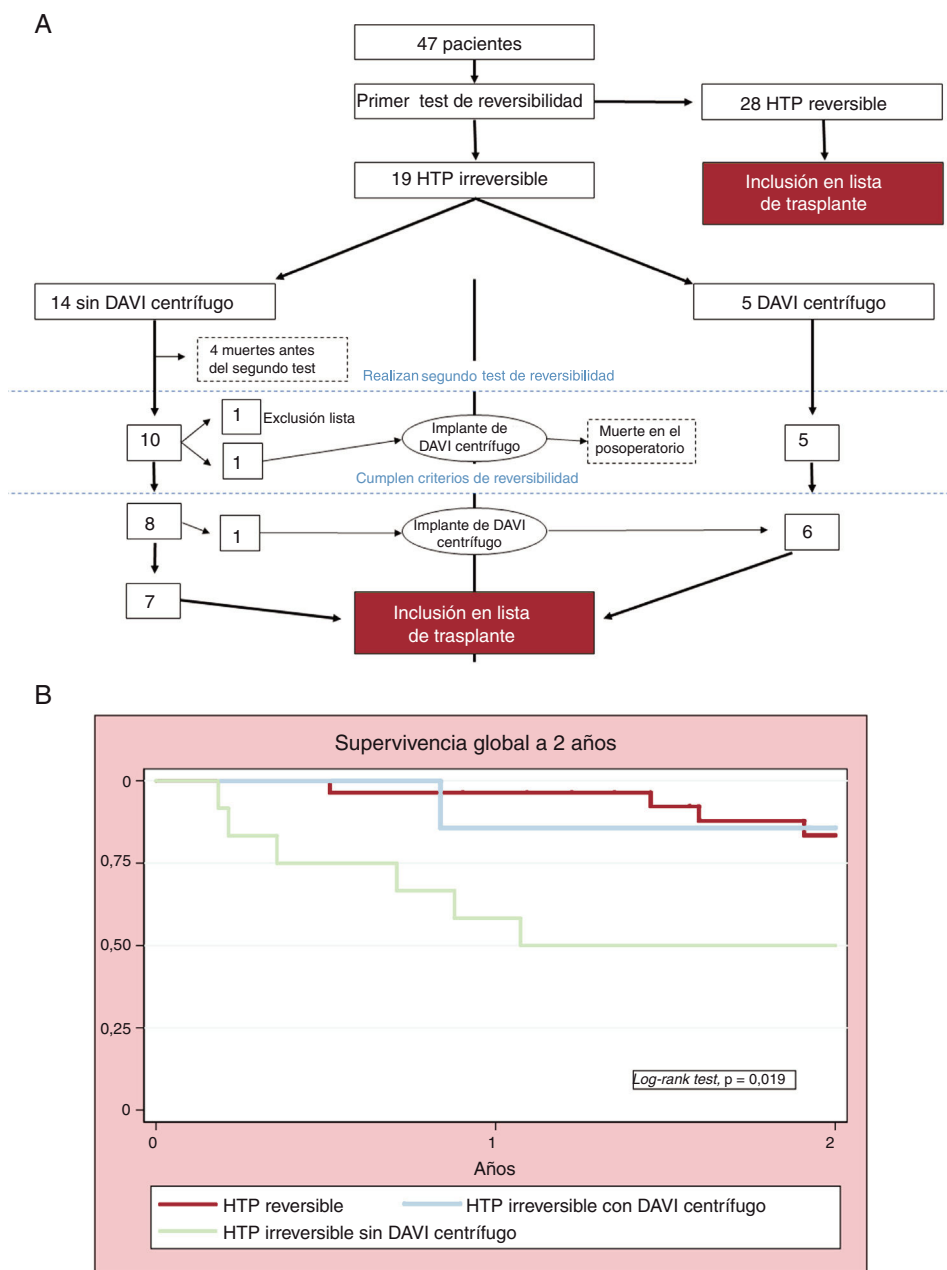 A
47 pacientes
Primer test de reversibilidad
28 HTP reversible
19 HTP irreversible
Inclusión en lista
de trasplante
14 sin DAVI centrífugo
5 DAVI centrífugo
4 muertes antes
del segundo test
Realizan segundo test de reversibilidad
10
1
Exclusión lista
1
Implante de
DAVI centrífugo
Muerte en el
posoperatorio
5
Cumplen criterios de reversibilidad
8
1
Implante de DAVI
centrífugo
6
7
Inclusión en lista
de trasplante
B
Supervivencia global a 2 años
0
0,75
0,50
0,25
0
Log-rank test, p = 0,019
0
1
2
Años
HTP reversible
HTP irreversible con DAVI centrífugo
HTP irreversible sin DAVI centrífugo